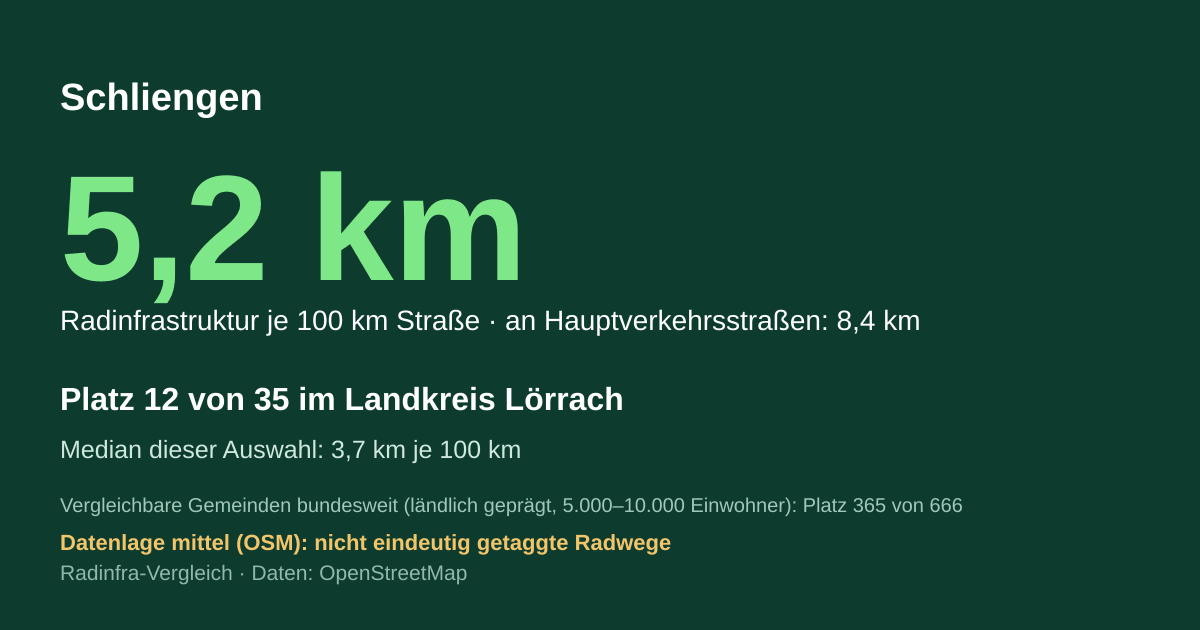 Schliengen
5,2 km
Radinfrastruktur je 100 km Straße · an Hauptverkehrsstraßen: 8,4 km
Platz 12 von 35 im Landkreis Lörrach
Median dieser Auswahl: 3,7 km je 100 km
Vergleichbare Gemeinden bundesweit (ländlich geprägt, 5.000–10.000 Einwohner): Platz 365 von 666
Datenlage mittel (OSM): nicht eindeutig getaggte Radwege
Radinfra-Vergleich · Daten: OpenStreetMap